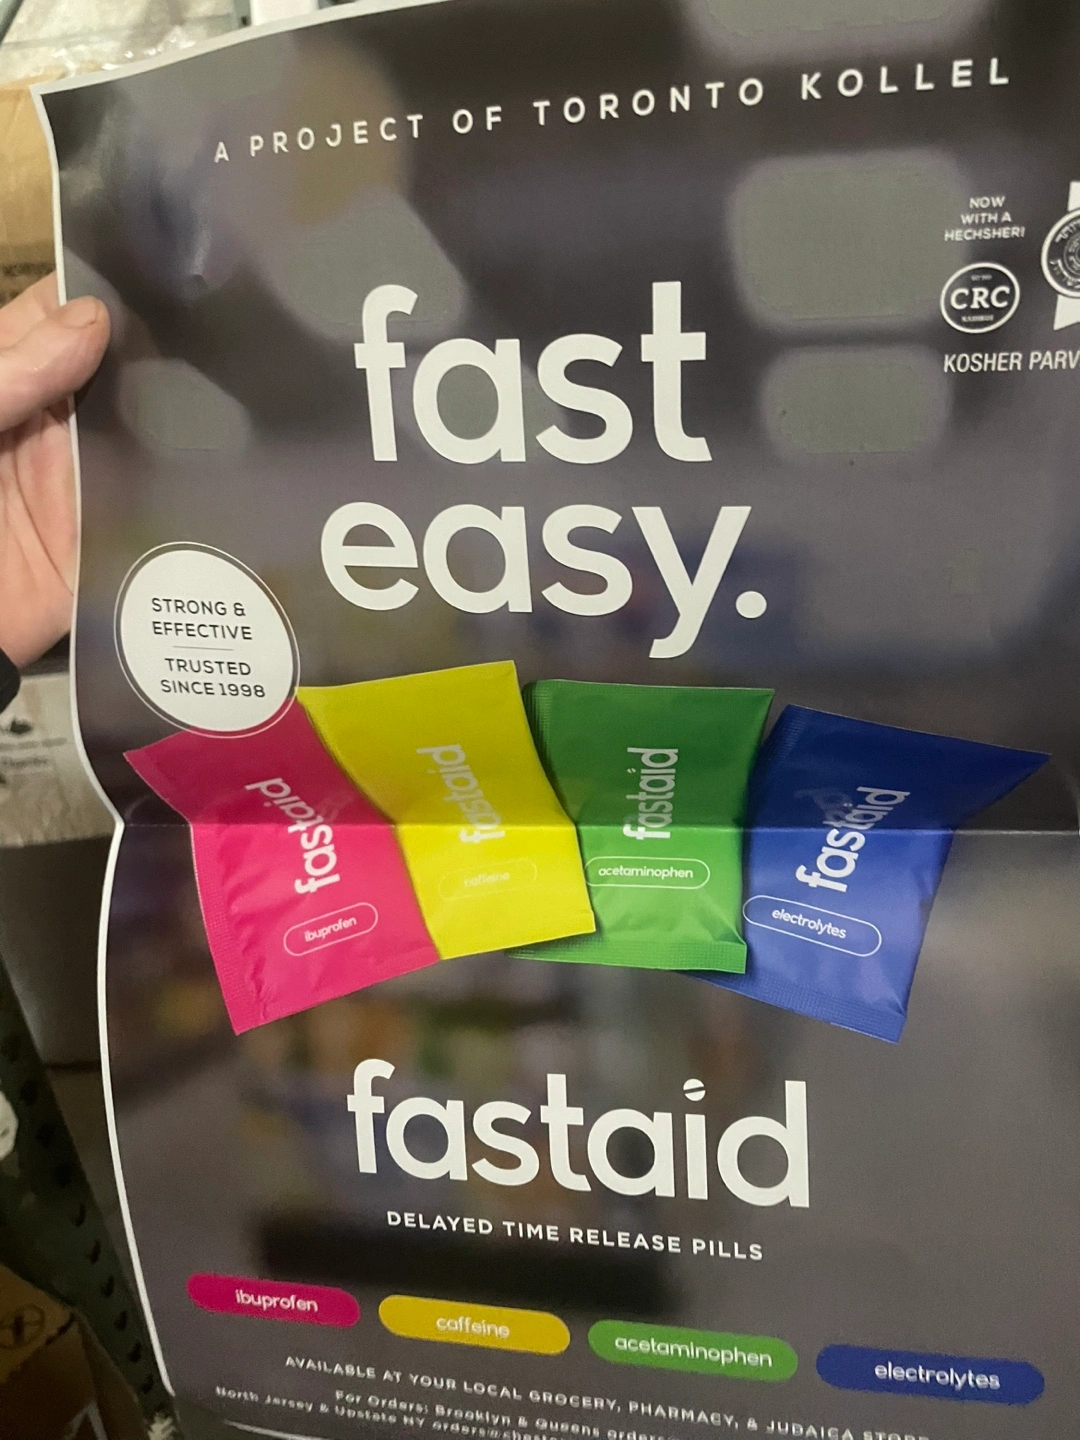 A PROJECT OF TORONTO KOLLEL
NOW
WITH A
HECHSHER!
CRC
KOSHER PARV
fast
easy.
STRONG &
EFFECTIVE
TRUSTED
SINCE 1998
fastaid
ibuprofen
fastaid
caffeine
fastaid
acetaminophen
fastaid
electrolytes
fastaid
DELAYED TIME RELEASE PILLS
ibuprofen
caffeine
acetaminophen
electrolytes
AVAILABLE AT YOUR LOCAL GROCERY, PHARMACY, & JUDAICA STORE
For Orders: Brooklyn & Queens
North Jersey & Upstate NY